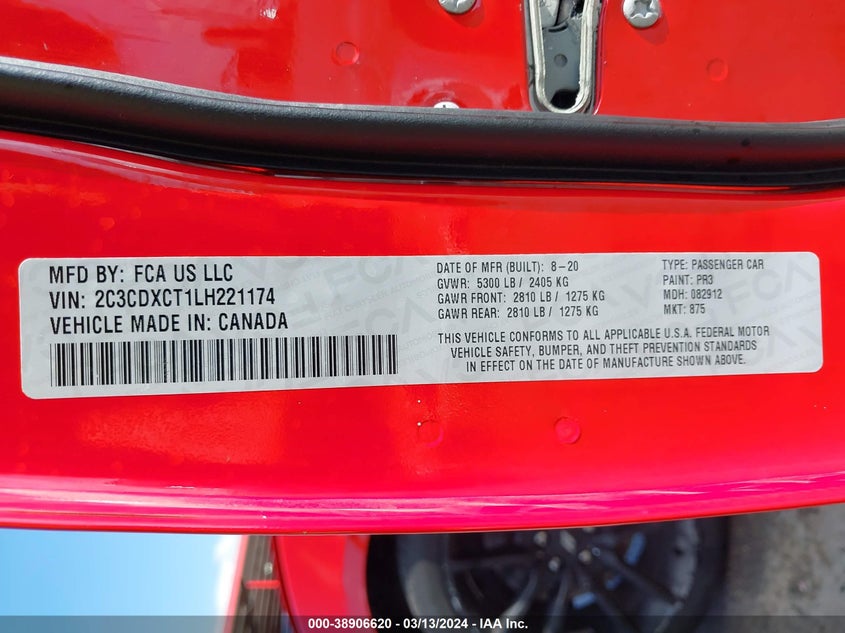 MFD BY: FCA US LLC
VIN: 2C3CDXCT1LH221174
VEHICLE MADE IN: CANADA
DATE OF MFR (BUILT): 8-20
GVWR: 5300 LB / 2405 KG
GAWR FRONT: 2810 LB / 1275 KG
GAWR REAR: 2810 LB / 1275 KG
TYPE: PASSENGER CAR
PAINT: PR3
MDH: 082912
MKT: 875
THIS VEHICLE CONFORMS TO ALL APPLICABLE U.S.A. FEDERAL MOTOR
VEHICLE SAFETY, BUMPER, AND THEFT PREVENTION STANDARDS
IN EFFECT ON THE DATE OF MANUFACTURE SHOWN ABOVE.
000-38906620 - 03/13/2024 - IAA Inc.